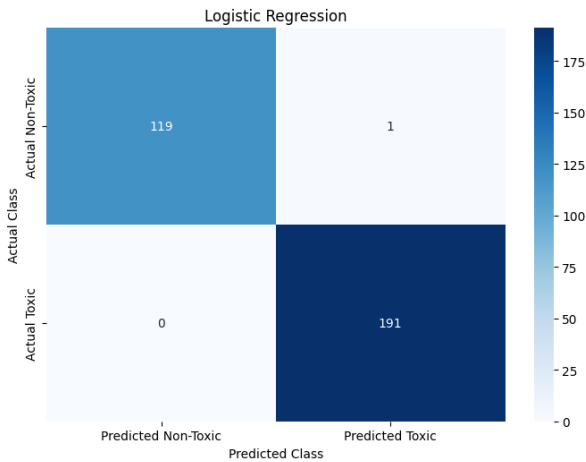 Logistic Regression
Actual Class
Actual Non-Toxic
Actual Toxic
119
1
0
191
Predicted Non-Toxic
Predicted Toxic
Predicted Class
175
150
125
100
75
50
25
0